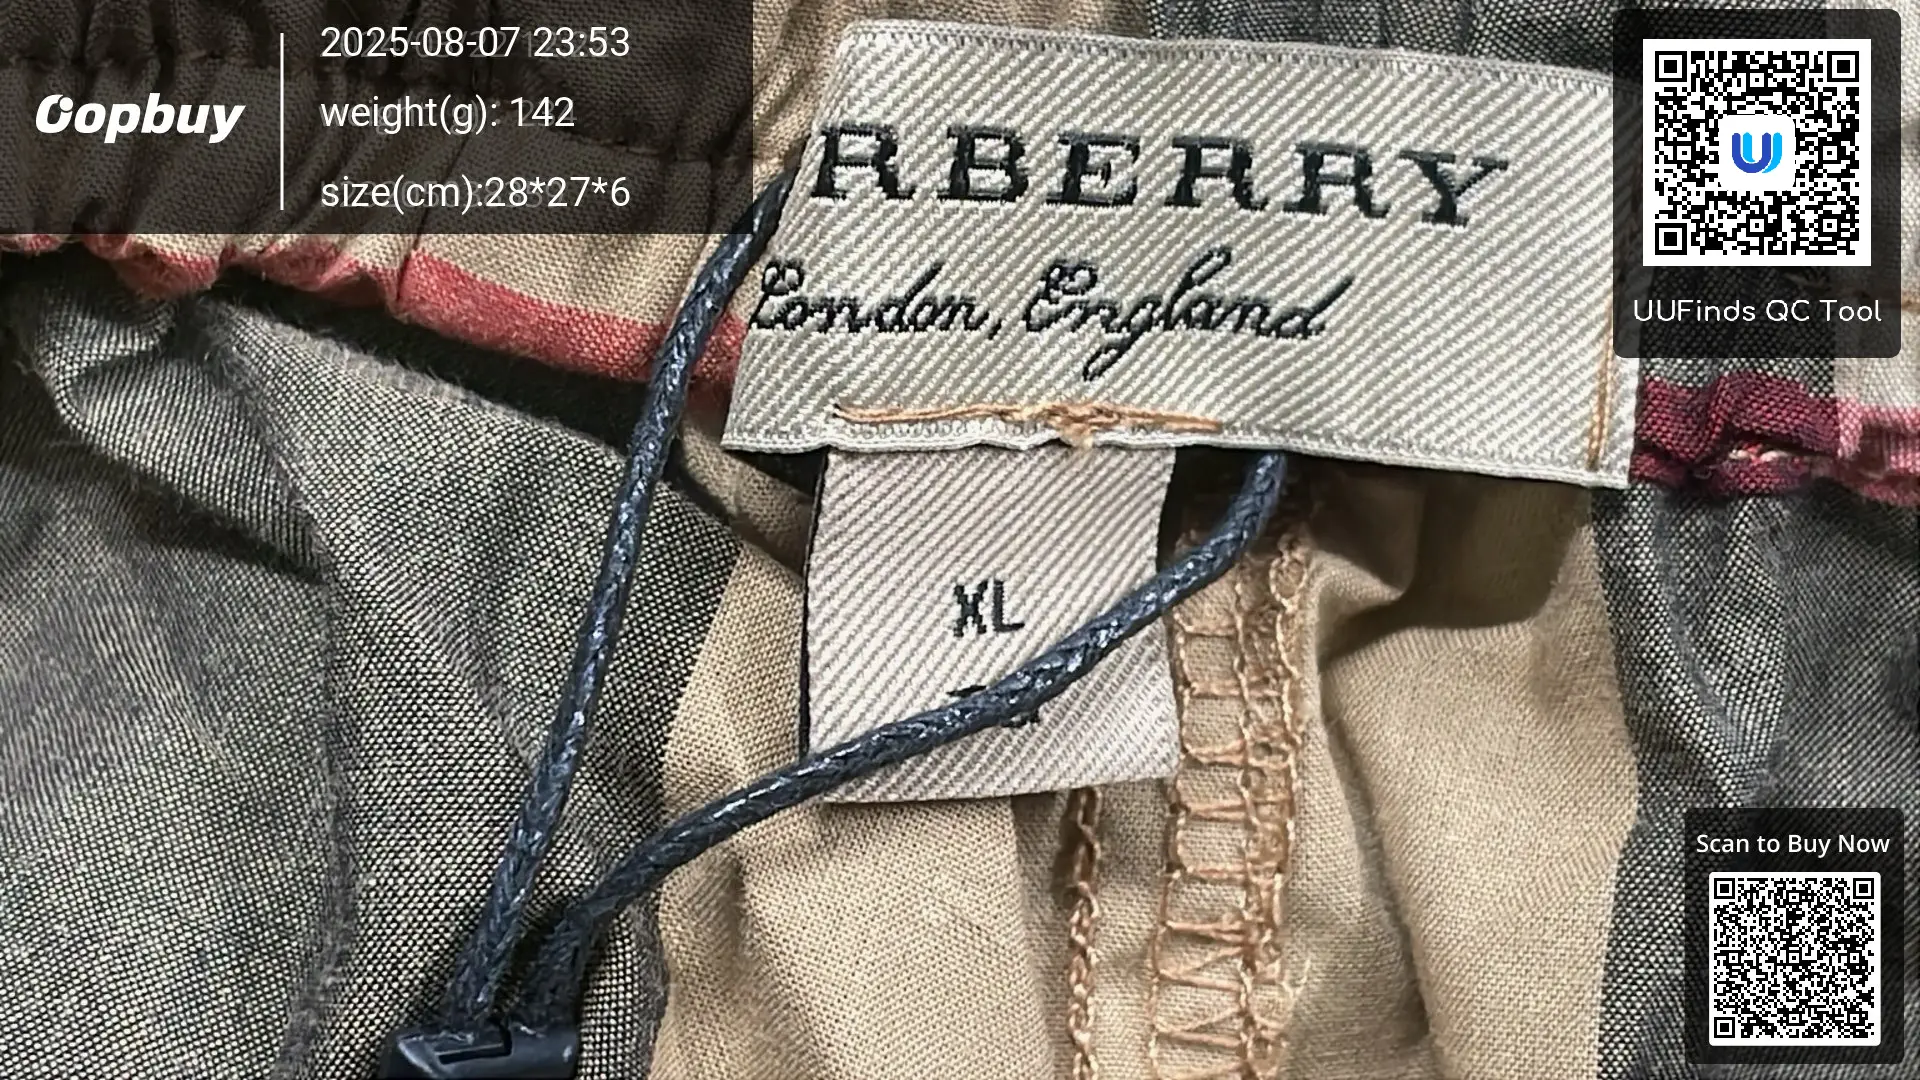 2025-08-07 23:53
oopbuy
weight(g): 142
size(cm):28*27*6
RBERRY
London, England
XL
UUFinds QC Tool
Scan to Buy Now